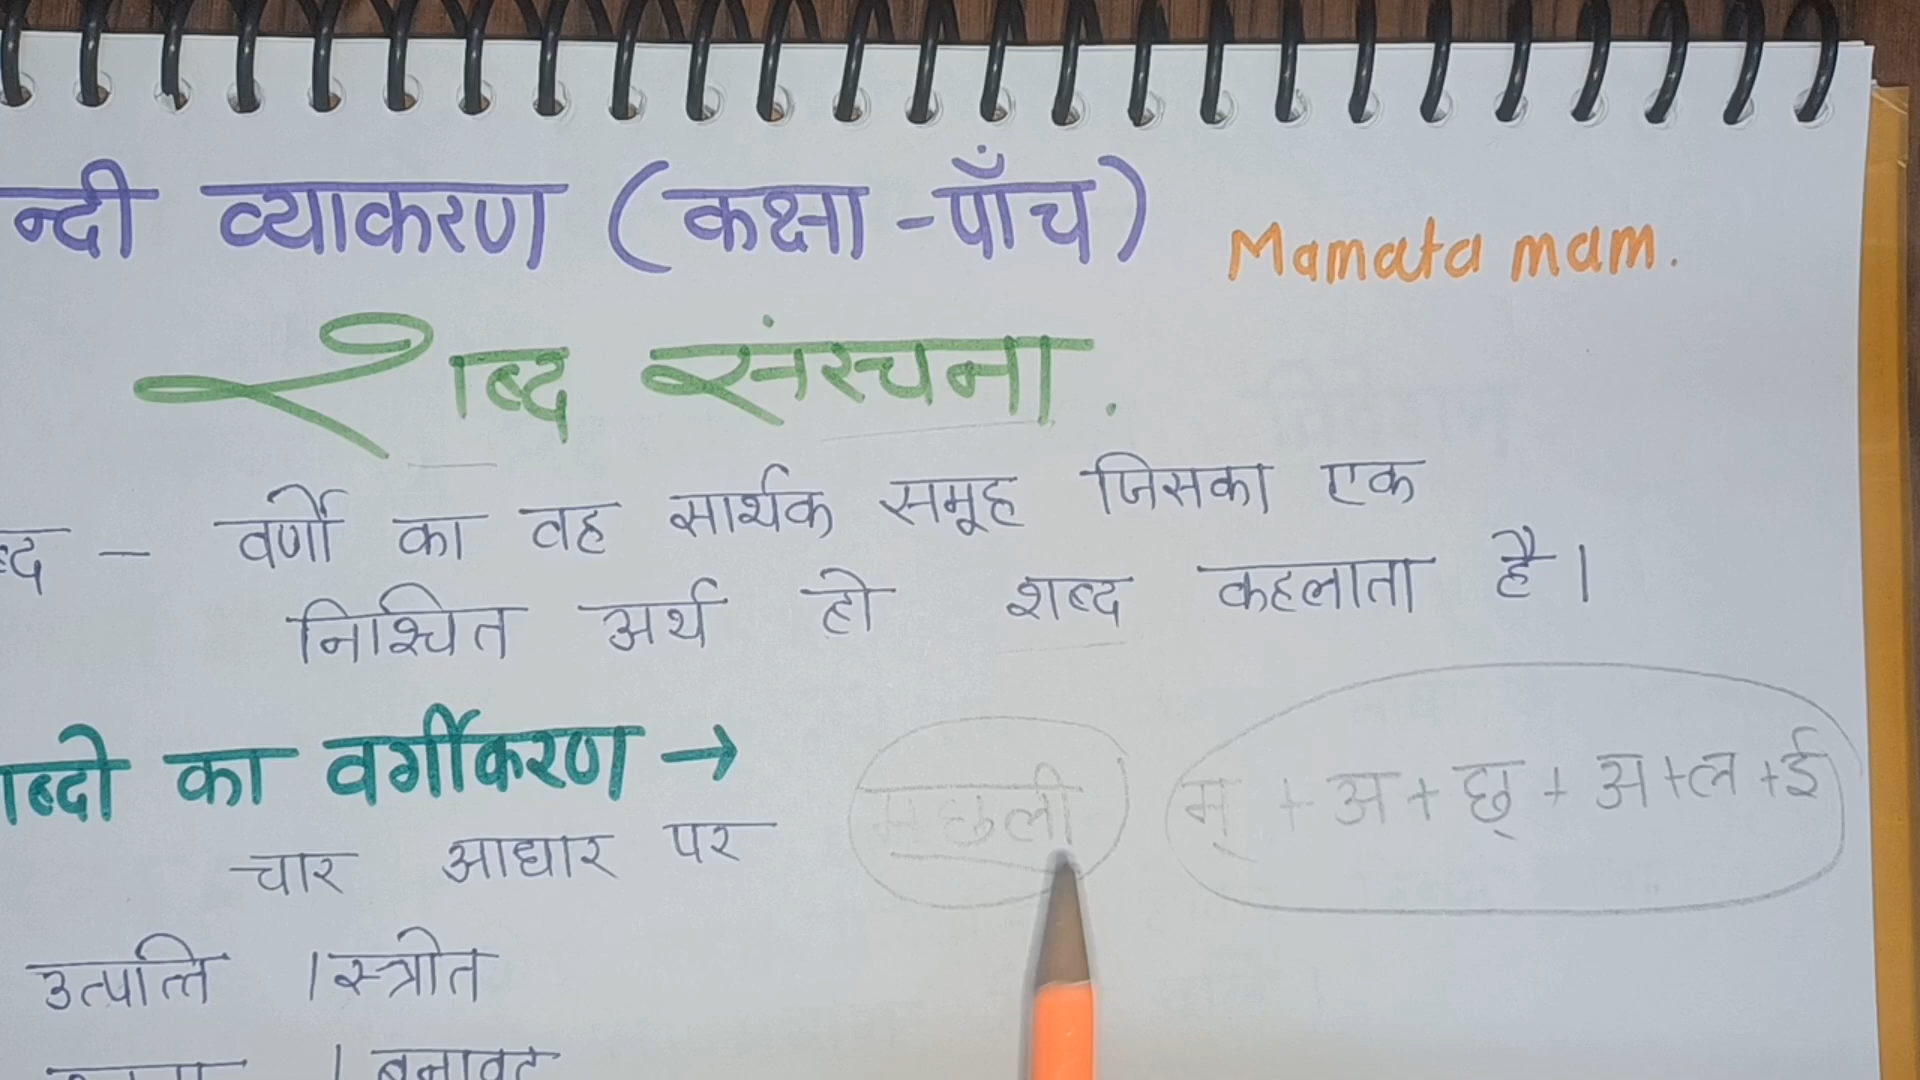 न्दी व्याकरण (कक्षा - पाँच)
Mamata mam.
शब्द संरचना.
ब्द - वर्णों का वह सार्थक समूह जिसका एक
निश्चित अर्थ हो शब्द कहलाता है।
ाब्दो का वर्गीकरण →
चार आधार पर
मछली
म् + अ + छ् + अ + ल + ई
उत्पत्ति / स्त्रोत
/ बनावट